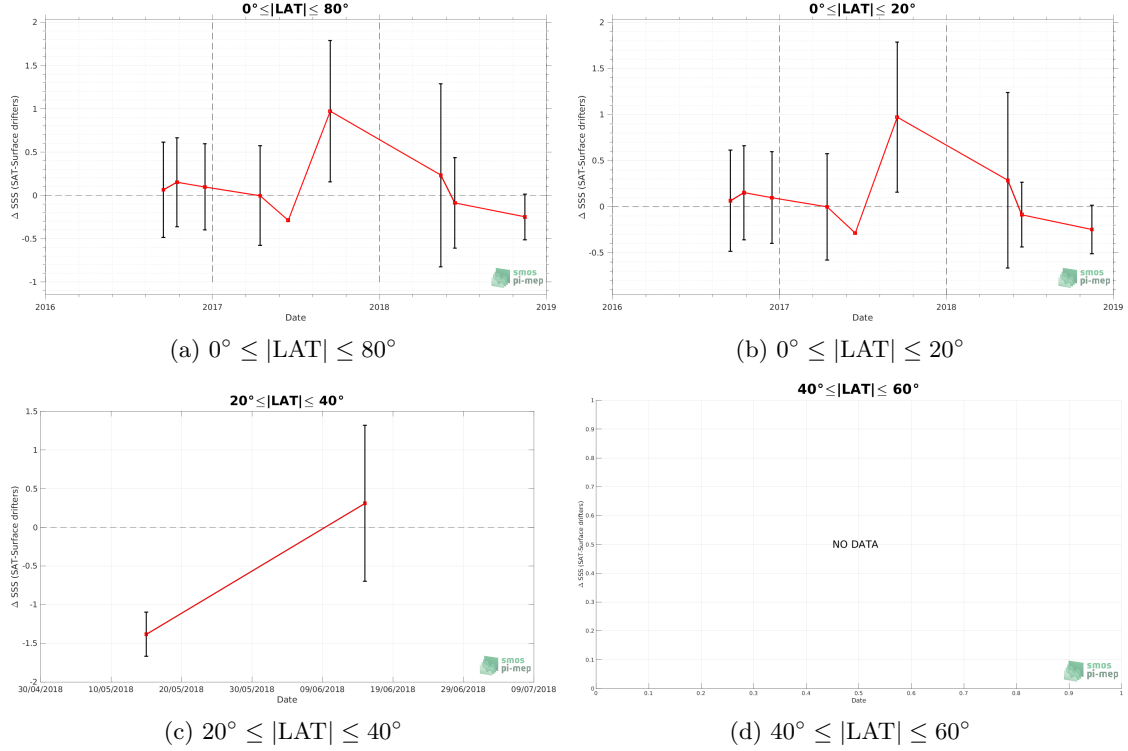 0°≤|LAT|≤ 80°
2
1.5
1
0.5
0
-0.5
-1
Δ SSS (SAT-Surface drifters)
2016
2017
2018
2019
Date
smos
pi-mep
(a) 0° ≤ |LAT| ≤ 80°
0°≤|LAT|≤ 20°
2
1.5
1
0.5
0
-0.5
Δ SSS (SAT-Surface drifters)
2016
2017
2018
2019
Date
smos
pi-mep
(b) 0° ≤ |LAT| ≤ 20°
20°≤|LAT|≤ 40°
1.5
1
0.5
0
-0.5
-1
-1.5
-2
Δ SSS (SAT-Surface drifters)
30/04/2018
10/05/2018
20/05/2018
30/05/2018
09/06/2018
19/06/2018
29/06/2018
09/07/2018
Date
smos
pi-mep
(c) 20° ≤ |LAT| ≤ 40°
40°≤|LAT|≤ 60°
1
0.9
0.8
0.7
0.6
0.5
0.4
0.3
0.2
0.1
0
Δ SSS (SAT-Surface drifters)
NO DATA
0
0.1
0.2
0.3
0.4
0.5
0.6
0.7
0.8
0.9
1
Date
smos
pi-mep
(d) 40° ≤ |LAT| ≤ 60°